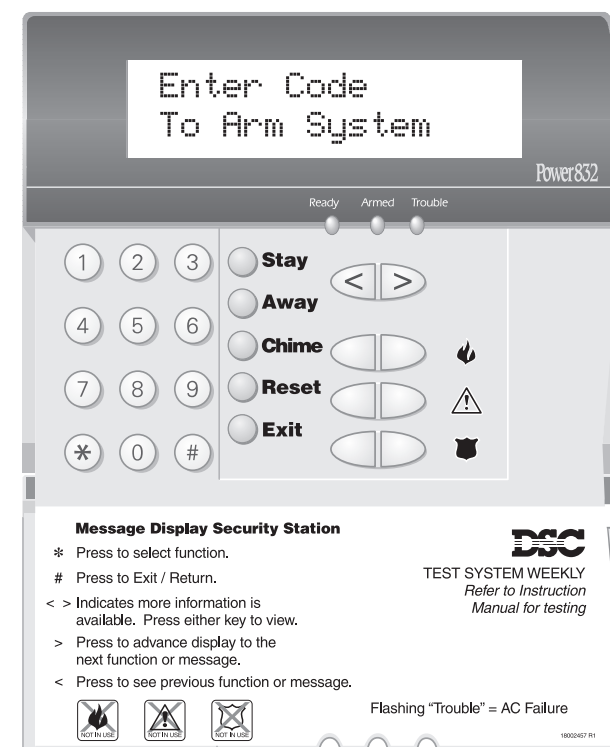 Enter Code
To Arm System
Power832
Ready Armed Trouble
1 2 3
4 5 6
7 8 9
* 0 #
Stay
Away
Chime
Reset
Exit
< >
Message Display Security Station
* Press to select function.
# Press to Exit / Return.
< > Indicates more information is
available. Press either key to view.
> Press to advance display to the
next function or message.
< Press to see previous function or message.
NOT IN USE NOT IN USE NOT IN USE
DSC
TEST SYSTEM WEEKLY
Refer to Instruction
Manual for testing
Flashing “Trouble” = AC Failure
18002457 R1